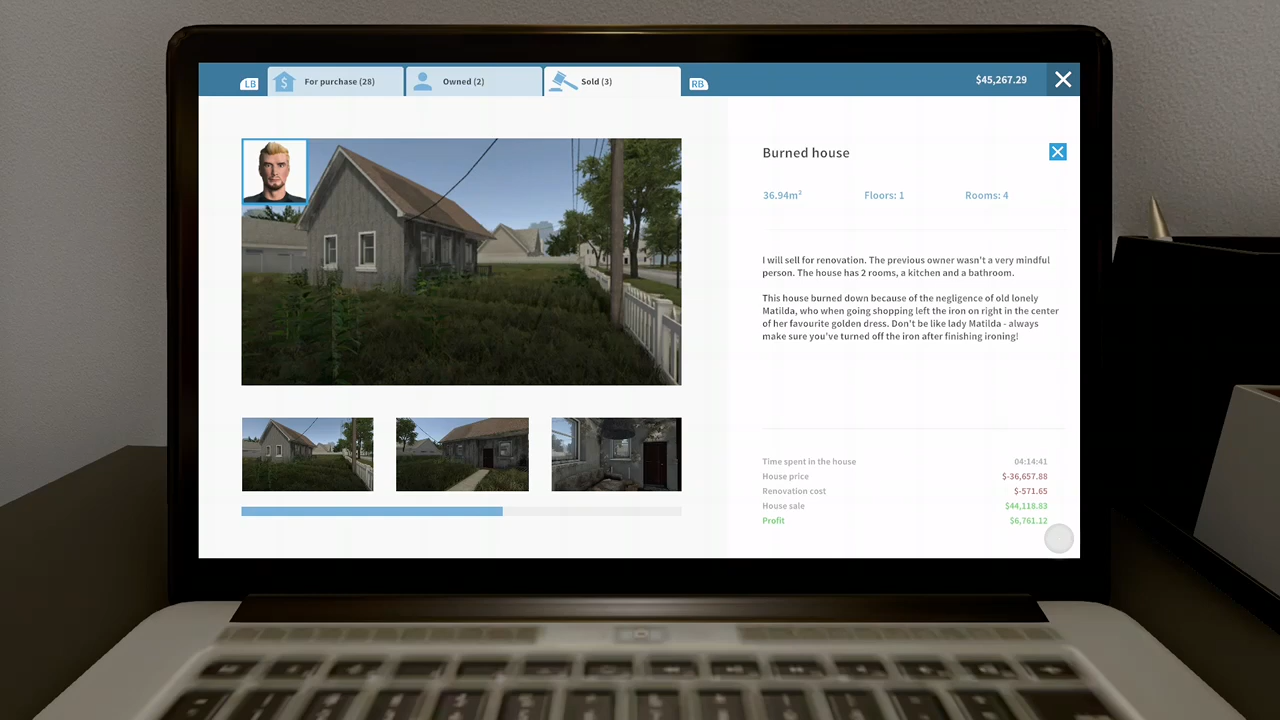 LB
For purchase (28)
Owned (2)
Sold (3)
RB
$45,267.29
Burned house
36.94m²
Floors: 1
Rooms: 4
I will sell for renovation. The previous owner wasn't a very mindful
person. The house has 2 rooms, a kitchen and a bathroom.
This house burned down because of the negligence of old lonely
Matilda, who when going shopping left the iron on right in the center
of her favourite golden dress. Don't be like lady Matilda - always
make sure you've turned off the iron after finishing ironing!
Time spent in the house 04:14:41
House price $-36,657.88
Renovation cost $-571.65
House sale $44,118.83
Profit $6,761.12